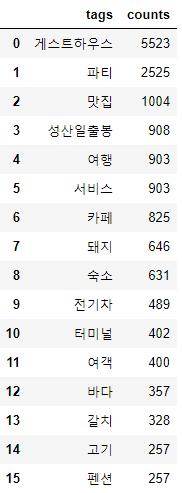 tags counts
0 게스트하우스 5523
1 파티 2525
2 맛집 1004
3 성산일출봉 908
4 여행 903
5 서비스 903
6 카페 825
7 돼지 646
8 숙소 631
9 전기차 489
10 터미널 402
11 여객 400
12 바다 357
13 갈치 328
14 고기 257
15 펜션 257